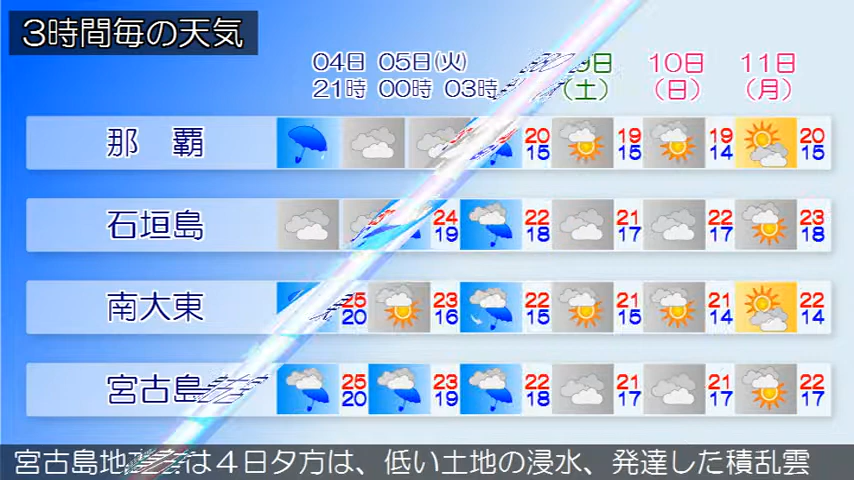 3時間毎の天気
04日 05日(火) 9日 10日 11日
21時 00時 03時 (土) (日) (月)
那 覇 20 15 19 15 19 14 20 15
石垣島 24 19 22 18 21 17 22 17 23 18
南大東 25 20 23 16 22 15 21 15 21 14 22 14
宮古島 25 20 23 19 22 18 21 17 21 17 22 17
宮古島地 は4日夕方は、低い土地の浸水、発達した積乱雲